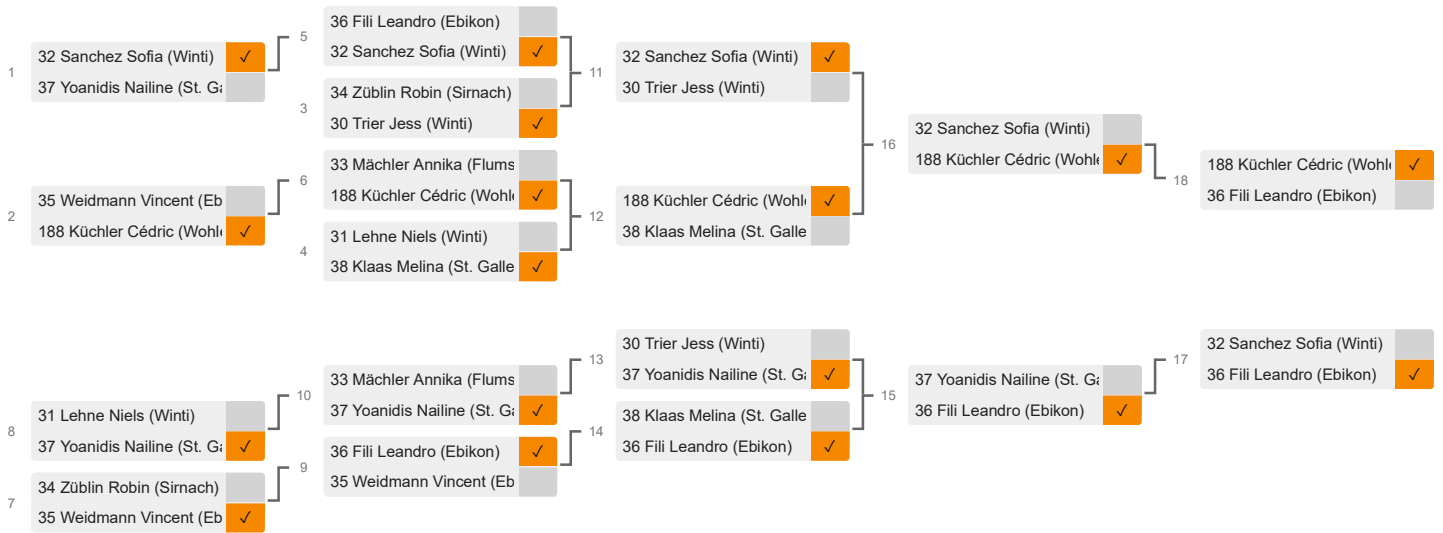 1
32 Sanchez Sofia (Winti) ✓
37 Yoanidis Nailine (St. Ga
2
35 Weidmann Vincent (Eb
188 Küchler Cédric (Wohle ✓
5
36 Fili Leandro (Ebikon)
32 Sanchez Sofia (Winti) ✓
3
34 Züblin Robin (Sirnach)
30 Trier Jess (Winti) ✓
6
33 Mächler Annika (Flums
188 Küchler Cédric (Wohle ✓
4
31 Lehne Niels (Winti)
38 Klaas Melina (St. Galle ✓
11
32 Sanchez Sofia (Winti) ✓
30 Trier Jess (Winti)
12
188 Küchler Cédric (Wohle ✓
38 Klaas Melina (St. Galle
16
32 Sanchez Sofia (Winti)
188 Küchler Cédric (Wohle ✓
18
188 Küchler Cédric (Wohle ✓
36 Fili Leandro (Ebikon)
8
31 Lehne Niels (Winti)
37 Yoanidis Nailine (St. Ga ✓
7
34 Züblin Robin (Sirnach)
35 Weidmann Vincent (Eb ✓
10
33 Mächler Annika (Flums
37 Yoanidis Nailine (St. Ga ✓
9
36 Fili Leandro (Ebikon) ✓
35 Weidmann Vincent (Eb
13
30 Trier Jess (Winti)
37 Yoanidis Nailine (St. Ga ✓
14
38 Klaas Melina (St. Galle
36 Fili Leandro (Ebikon) ✓
15
37 Yoanidis Nailine (St. Ga
36 Fili Leandro (Ebikon) ✓
17
32 Sanchez Sofia (Winti)
36 Fili Leandro (Ebikon) ✓